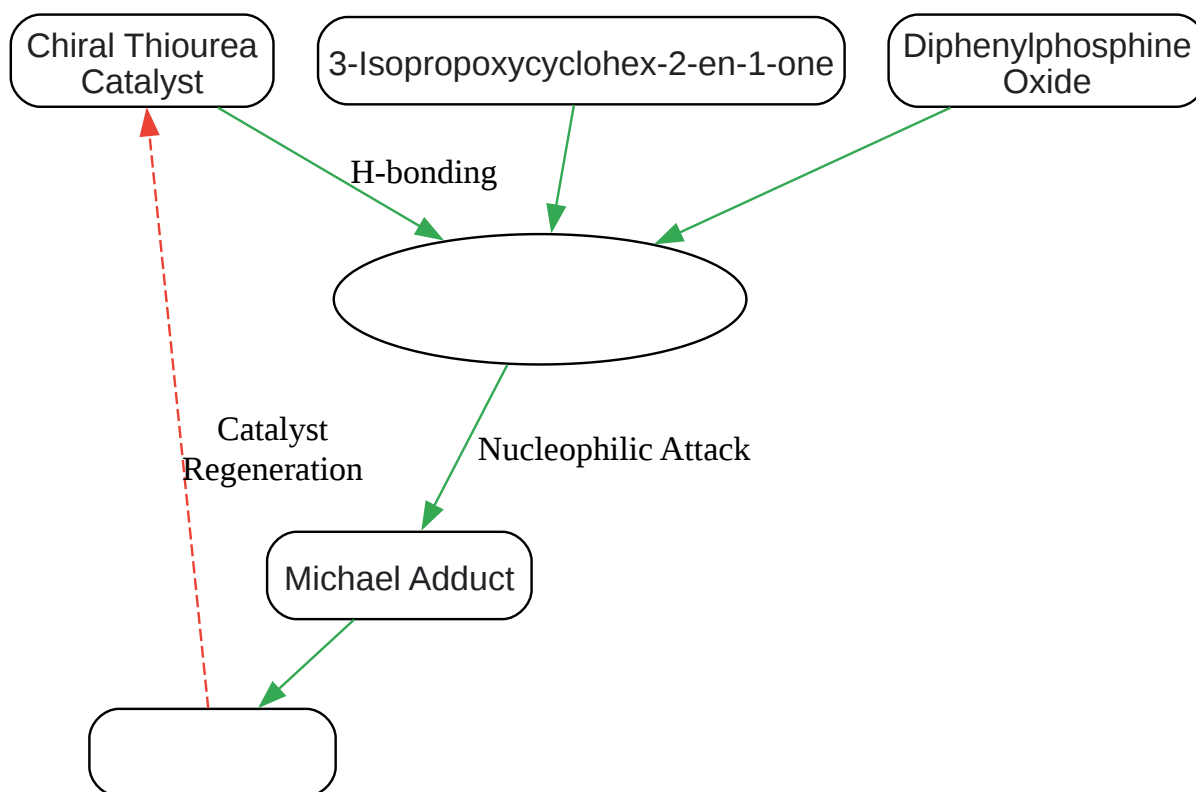 Chiral Thiourea
Catalyst
3-Isopropoxycyclohex-2-en-1-one
Diphenylphosphine
Oxide
H-bonding
Catalyst
Regeneration
Nucleophilic Attack
Michael Adduct